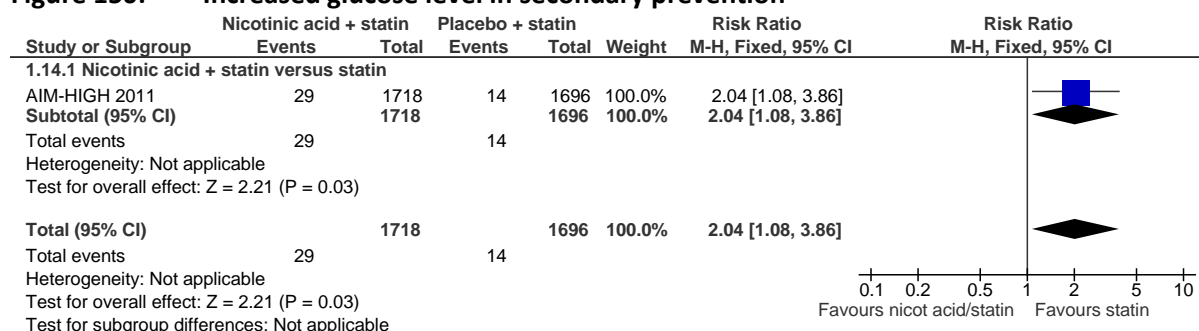 Figure 150: Increased glucose level in secondary prevention
Nicotinic acid + statin Placebo + statin Risk Ratio Risk Ratio
Study or Subgroup Events Total Events Total Weight M-H, Fixed, 95% CI M-H, Fixed, 95% CI
1.14.1 Nicotinic acid + statin versus statin
AIM-HIGH 2011 29 1718 14 1696 100.0% 2.04 [1.08, 3.86]
Subtotal (95% CI) 1718 1696 100.0% 2.04 [1.08, 3.86]
Total events 29 14
Heterogeneity: Not applicable
Test for overall effect: Z = 2.21 (P = 0.03)
Total (95% CI) 1718 1696 100.0% 2.04 [1.08, 3.86]
Total events 29 14
Heterogeneity: Not applicable
Test for overall effect: Z = 2.21 (P = 0.03)
Test for subgroup differences: Not applicable
0.1 0.2 0.5 1 2 5 10
Favours nicot acid/statin Favours statin